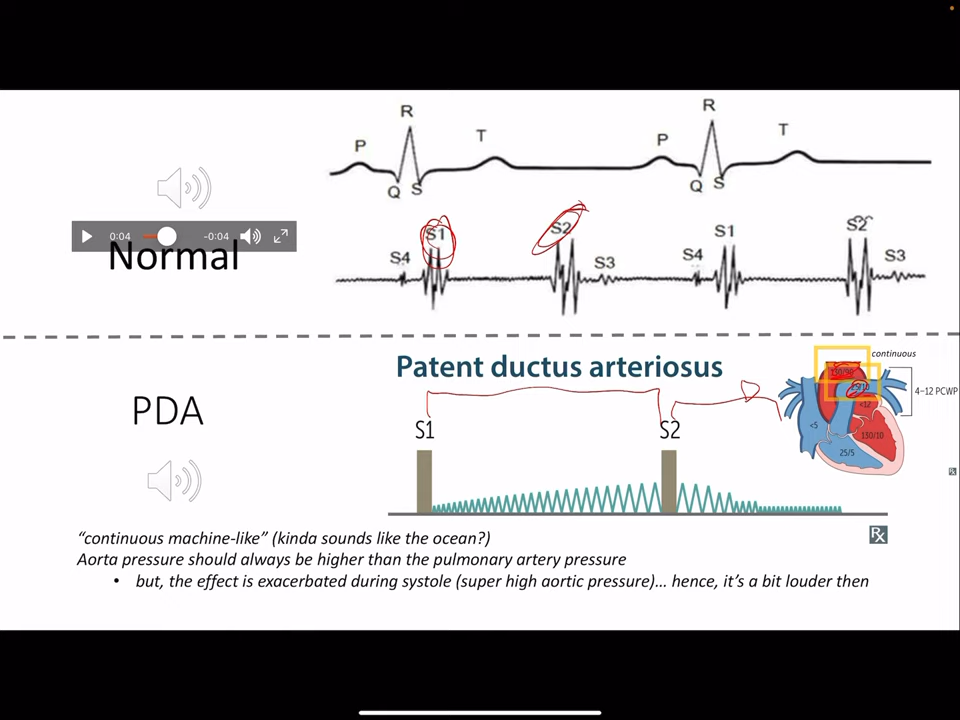 R
R
P
T
P
T
Q
S
Q
S
0:04
-0:04
Normal
S4
S1
S2
S3
S4
S1
S2
S3
Patent ductus arteriosus
continuous
PDA
S1
S2
130/90
25/10
<12
4–12 PCWP
<5
130/10
25/5
"continuous machine-like" (kinda sounds like the ocean?)
Rx
Aorta pressure should always be higher than the pulmonary artery pressure
• but, the effect is exacerbated during systole (super high aortic pressure)... hence, it's a bit louder then